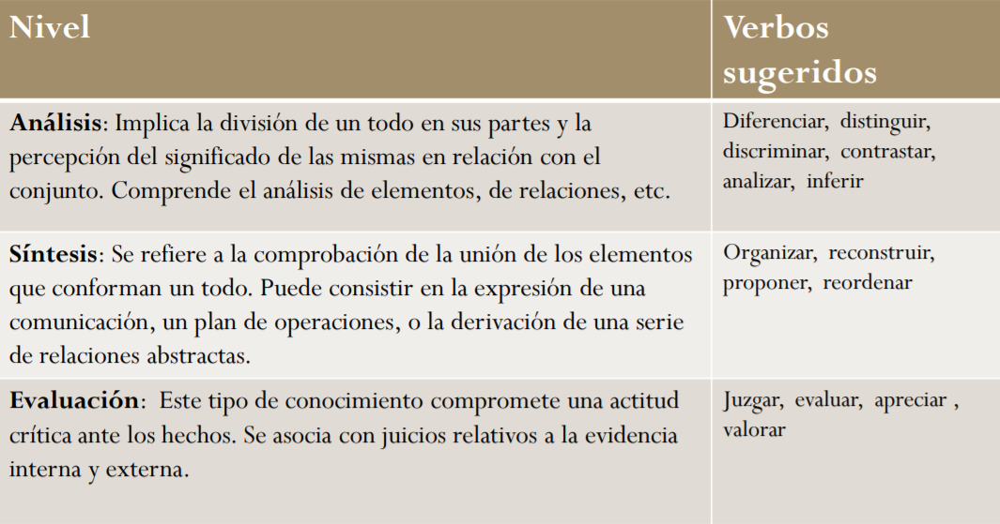 Nivel
Verbos
sugeridos
Análisis: Implica la división de un todo en sus partes y la
percepción del significado de las mismas en relación con el
conjunto. Comprende el análisis de elementos, de relaciones, etc.
Diferenciar, distinguir,
discriminar, contrastar,
analizar, inferir
Síntesis: Se refiere a la comprobación de la unión de los elementos
que conforman un todo. Puede consistir en la expresión de una
comunicación, un plan de operaciones, o la derivación de una serie
de relaciones abstractas.
Organizar, reconstruir,
proponer, reordenar
Evaluación: Este tipo de conocimiento compromete una actitud
crítica ante los hechos. Se asocia con juicios relativos a la evidencia
interna y externa.
Juzgar, evaluar, apreciar ,
valorar